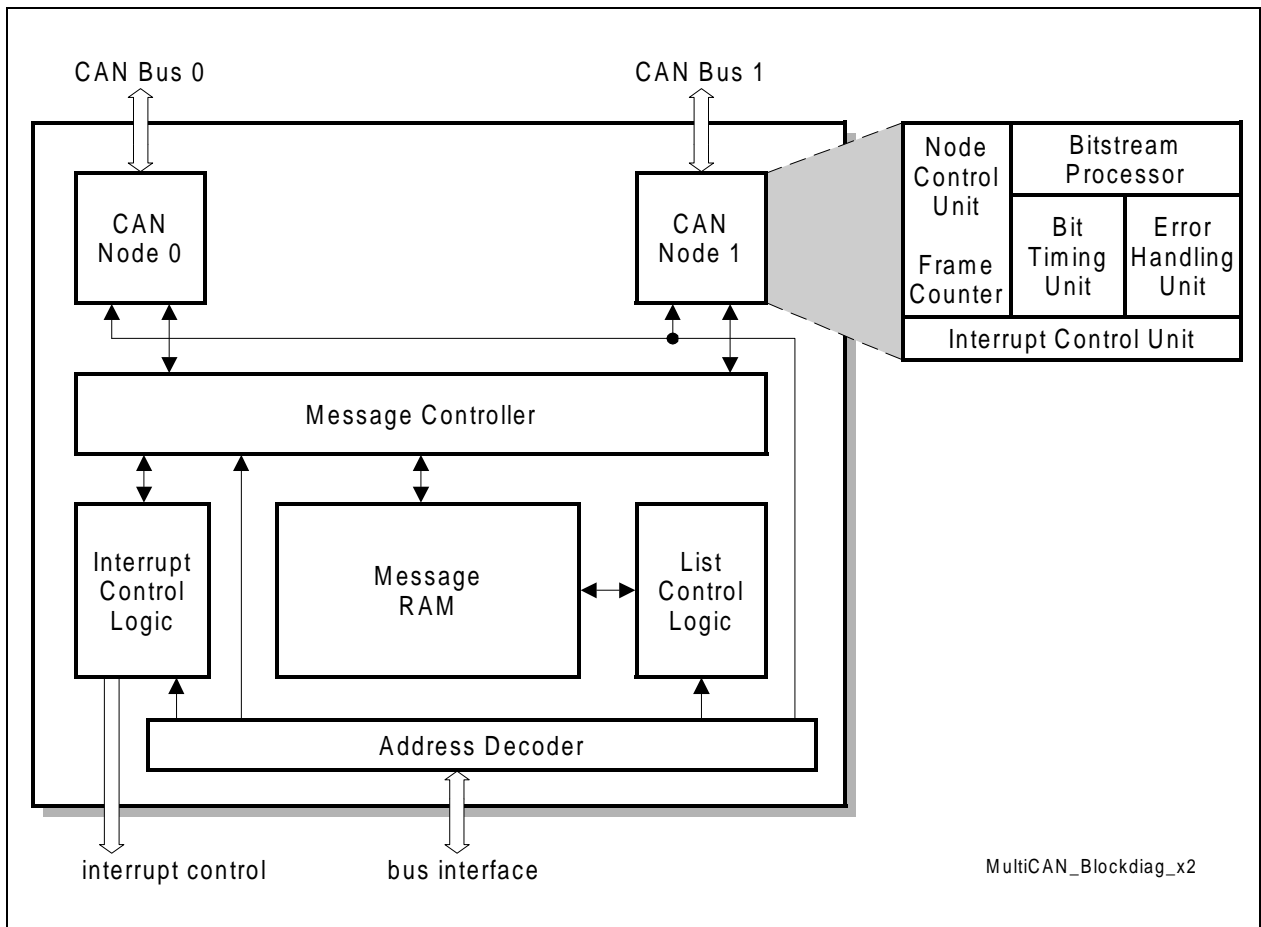 CAN Bus 0
CAN Bus 1
CAN
Node 0
CAN
Node 1
Node
Control
Unit
Frame
Counter
Bitstream
Processor
Bit
Timing
Unit
Error
Handling
Unit
Interrupt Control Unit
Message Controller
Interrupt
Control
Logic
Message
RAM
List
Control
Logic
Address Decoder
interrupt control
bus interface
MultiCAN_Blockdiag_x2